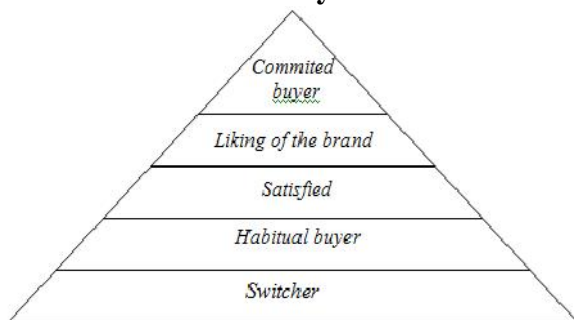 Commited
buyer
Liking of the brand
Satisfied
Habitual buyer
Switcher